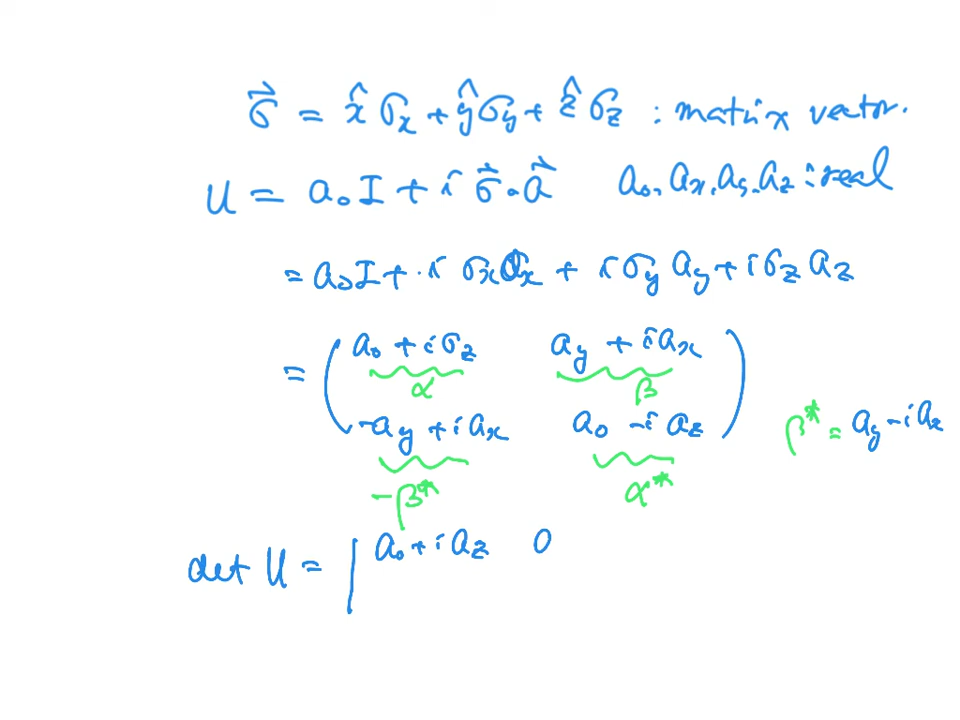 σ⃗ = x̂ σx + ŷ σy + ẑ σz : matrix vector.
U = a₀I + i σ⃗·a⃗ a₀, ax, ay, az : real
= a₀I + i σx ax + i σy ay + i σz az
= ( a₀ + iσz ay + iax )
α β
-ay + iax a₀ - iaz β* = ay - iax
-β* α*
det U = | a₀ + iaz 0